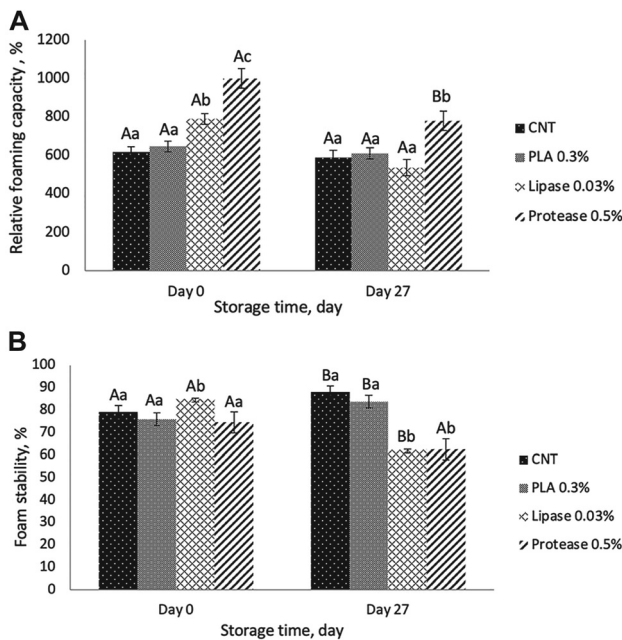 A
Relative foaming capacity , %
1200
1000
800
600
400
200
0
Aa
Aa
Ab
Ac
Aa
Aa
Aa
Bb
Day 0
Day 27
Storage time, day
CNT
PLA 0.3%
Lipase 0.03%
Protease 0.5%
B
Foam stability, %
100
90
80
70
60
50
40
30
20
10
0
Aa
Aa
Ab
Aa
Ba
Ba
Bb
Ab
Day 0
Day 27
Storage time, day
CNT
PLA 0.3%
Lipase 0.03%
Protease 0.5%